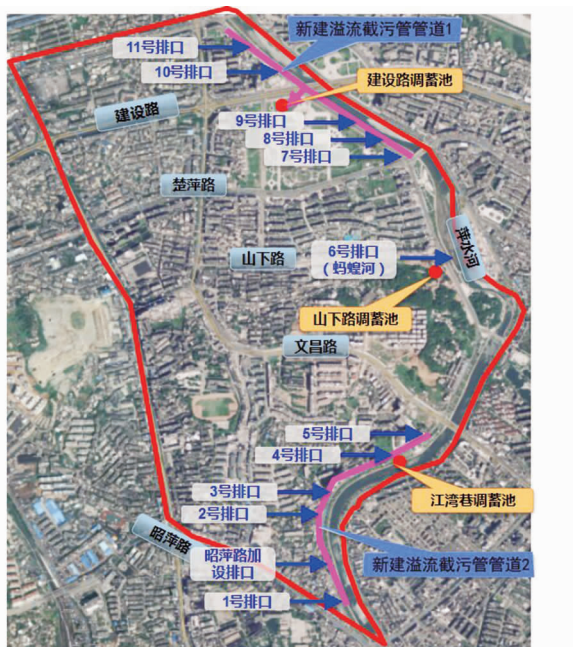 新建溢流截污管管道1
11号排口
10号排口
建设路调蓄池
建设路
9号排口
8号排口
7号排口
楚萍路
萍水河
6号排口
（蚂蝗河）
山下路
山下路调蓄池
文昌路
5号排口
4号排口
3号排口
江湾巷调蓄池
2号排口
昭萍路
昭萍路加
设排口
新建溢流截污管管道2
1号排口